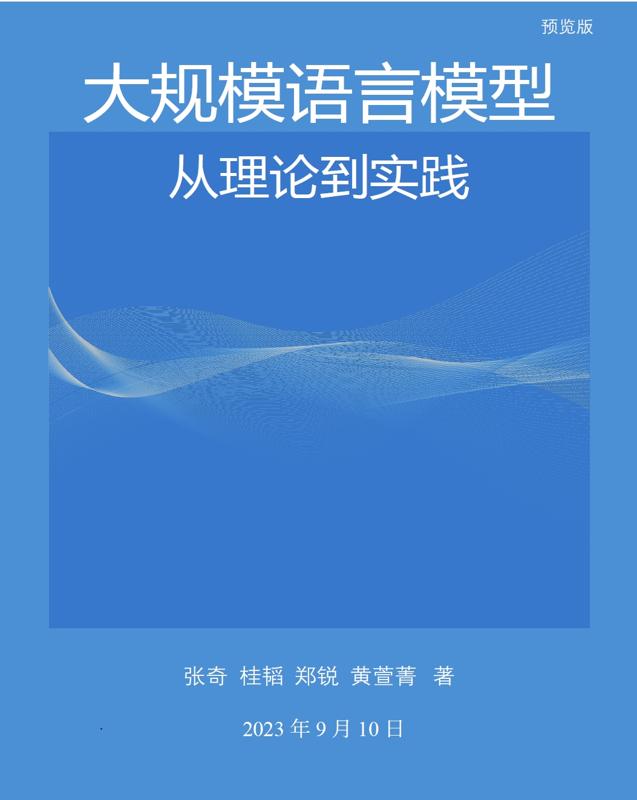 预览版
大规模语言模型
从理论到实践
张奇 桂韬 郑锐 黄萱菁 著
2023 年 9 月 10 日